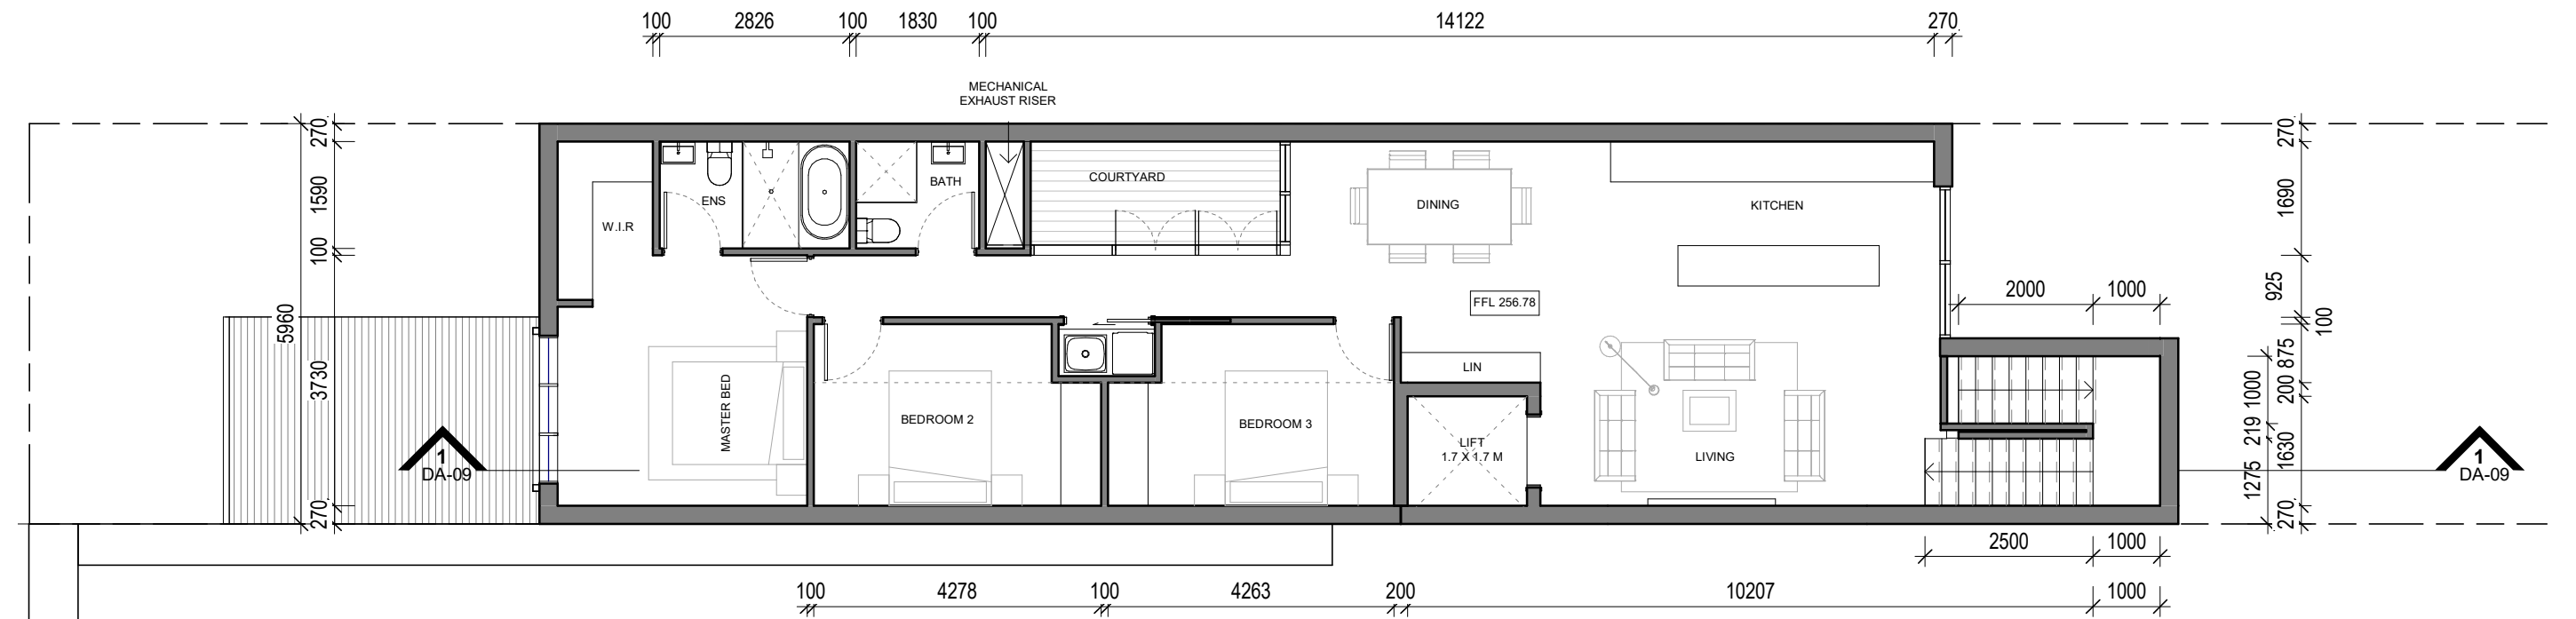 100 2826 100 1830 100 14122 270
MECHANICAL
EXHAUST RISER
270
1590
100
3730
270
5960
W.I.R
ENS
BATH
COURTYARD
DINING
KITCHEN
FFL 256.78
MASTER BED
BEDROOM 2
BEDROOM 3
LIN
LIFT
1.7 X 1.7 M
LIVING
1
DA-09
1
DA-09
2000 1000
270
1690
925
100
875
200
1630
270
1000
219
1275
2500 1000
100 4278 100 4263 200 10207 1000